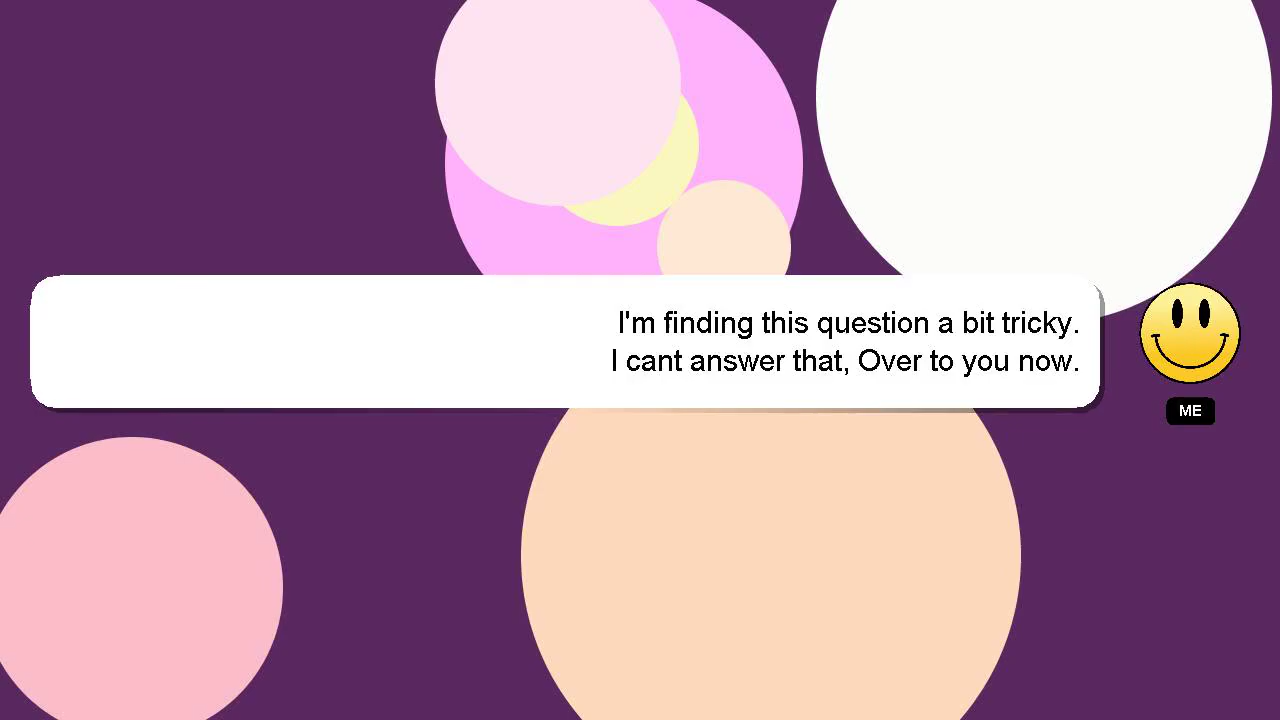 I'm finding this question a bit tricky.
I cant answer that, Over to you now.
ME